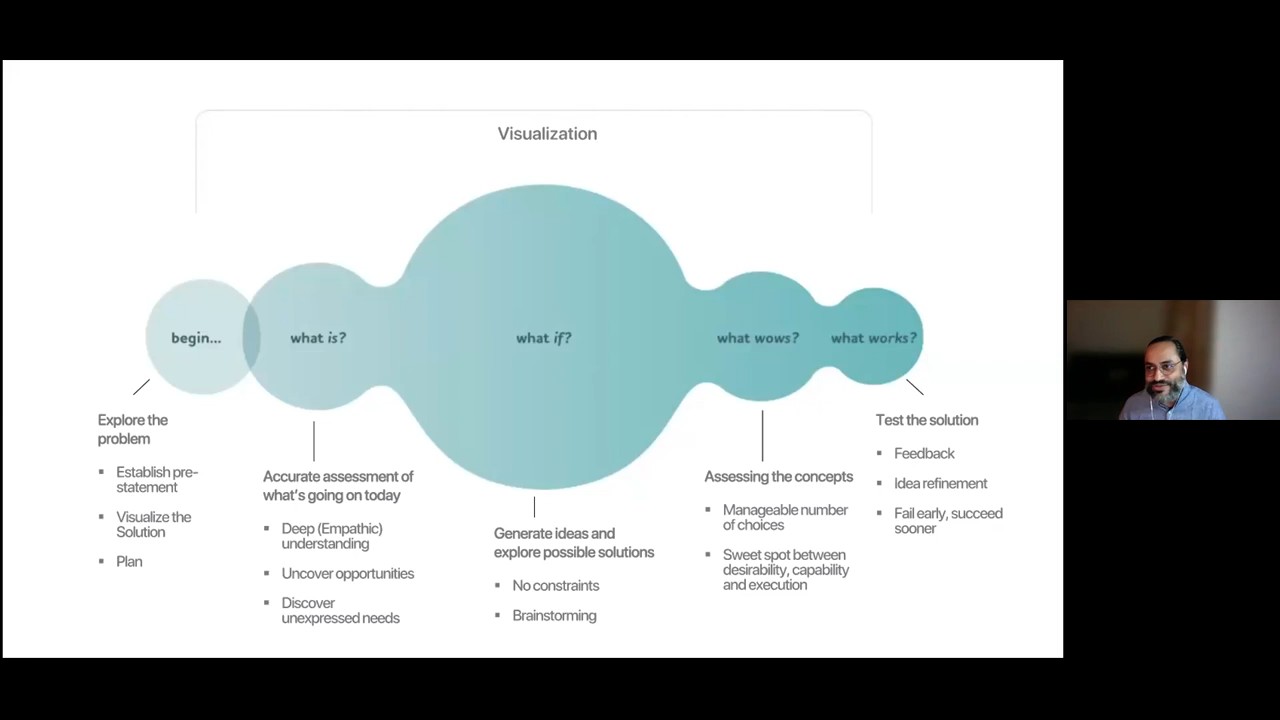 Visualization
begin...
what is?
what if?
what wows?
what works?
Explore the
problem
▪ Establish pre-
statement
▪ Visualize the
Solution
▪ Plan
Accurate assessment of
what's going on today
▪ Deep (Empathic)
understanding
▪ Uncover opportunities
▪ Discover
unexpressed needs
Generate ideas and
explore possible solutions
▪ No constraints
▪ Brainstorming
Assessing the concepts
▪ Manageable number
of choices
▪ Sweet spot between
desirability, capability
and execution
Test the solution
▪ Feedback
▪ Idea refinement
▪ Fail early, succeed
sooner